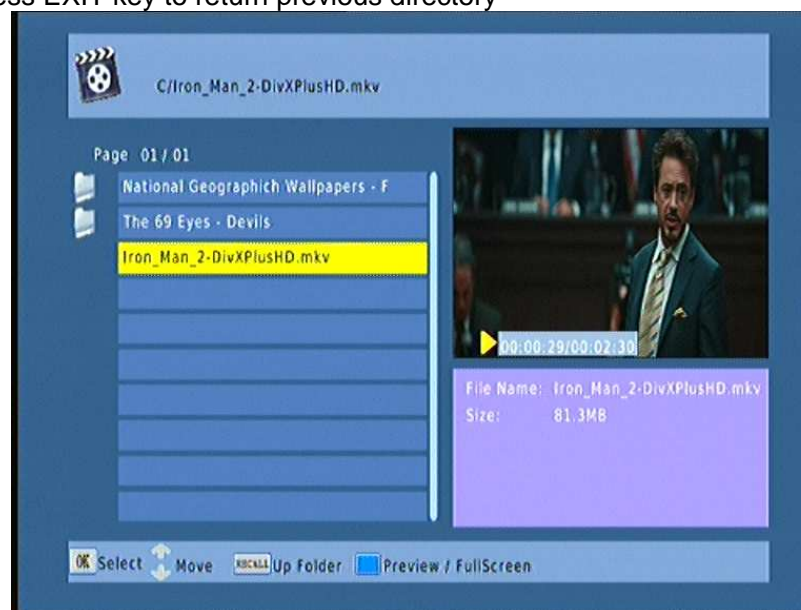 ess EXIT key to return previous directory
C/Iron_Man_2-DivXPlusHD.mkv
Page 01/01
National Geographich Wallpapers - F
The 69 Eyes - Devils
Iron_Man_2-DivXPlusHD.mkv
00:00:29/00:02:30
File Name: Iron_Man_2-DivXPlusHD.mkv
Size: 81.3MB
OK Select Move RECALL Up Folder Preview / FullScreen